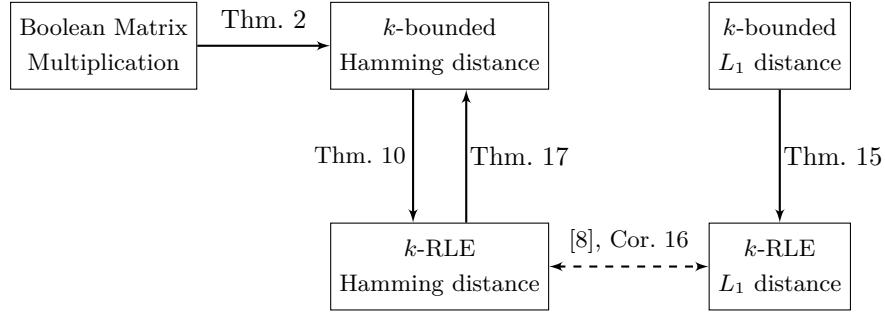 Boolean Matrix
Multiplication
Thm. 2
k-bounded
Hamming distance
k-bounded
L₁ distance
Thm. 10
Thm. 17
Thm. 15
k-RLE
Hamming distance
[8], Cor. 16
k-RLE
L₁ distance